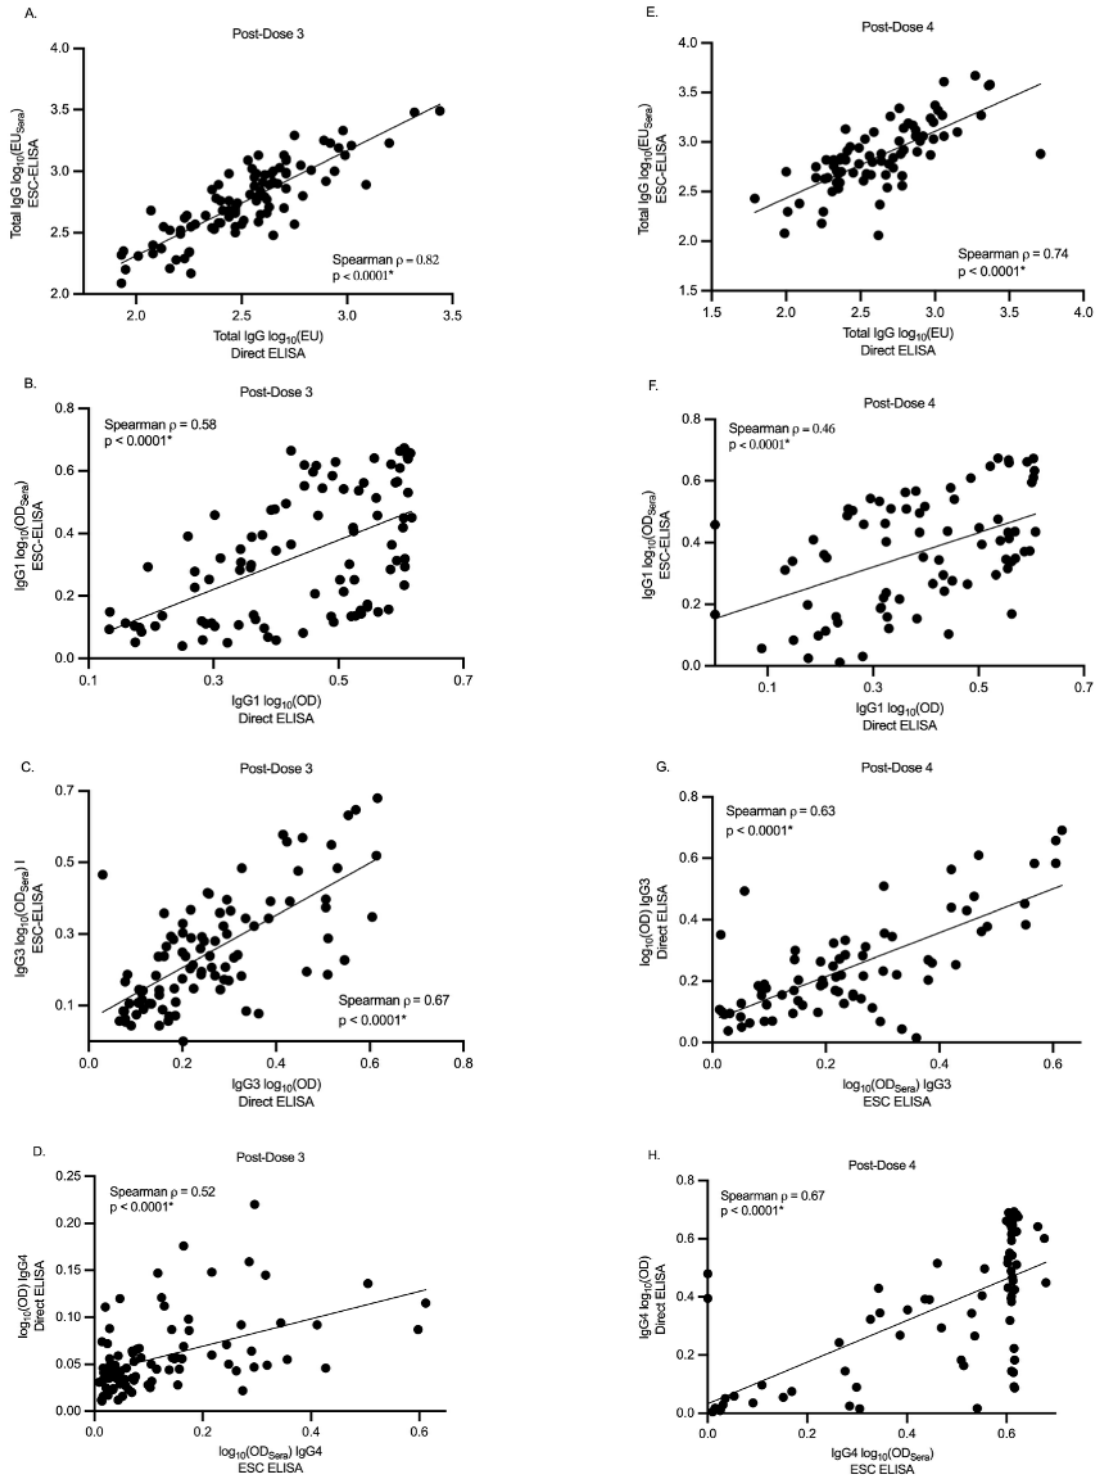 A.
Post-Dose 3
Total IgG log10(EUSera)
ESC-ELISA
4.0
3.5
3.0
2.5
2.0
Spearman ρ = 0.82
p < 0.0001*
2.0 2.5 3.0 3.5
Total IgG log10(EU)
Direct ELISA
B.
Post-Dose 3
IgG1 log10(ODSera)
ESC-ELISA
0.8
0.6
0.4
0.2
0.0
Spearman ρ = 0.58
p < 0.0001*
0.1 0.3 0.5 0.7
IgG1 log10(OD)
Direct ELISA
C.
Post-Dose 3
IgG3 log10(ODSera) I
ESC-ELISA
0.7
0.5
0.3
0.1
Spearman ρ = 0.67
p < 0.0001*
0.0 0.2 0.4 0.6 0.8
IgG3 log10(OD)
Direct ELISA
D.
Post-Dose 3
log10(OD) IgG4
Direct ELISA
0.25
0.20
0.15
0.10
0.05
0.00
Spearman ρ = 0.52
p < 0.0001*
0.0 0.2 0.4 0.6
log10(ODSera) IgG4
ESC ELISA
E.
Post-Dose 4
Total IgG log10(EUSera)
ESC-ELISA
4.0
3.5
3.0
2.5
2.0
1.5
Spearman ρ = 0.74
p < 0.0001*
1.5 2.0 2.5 3.0 3.5 4.0
Total IgG log10(EU)
Direct ELISA
F.
Post-Dose 4
IgG1 log10(ODSera)
ESC-ELISA
0.8
0.6
0.4
0.2
0.0
Spearman ρ = 0.46
p < 0.0001*
0.1 0.3 0.5 0.7
IgG1 log10(OD)
Direct ELISA
G.
Post-Dose 4
log10(OD) IgG3
Direct ELISA
0.8
0.6
0.4
0.2
0.0
Spearman ρ = 0.63
p < 0.0001*
0.0 0.2 0.4 0.6
log10(ODSera) IgG3
ESC ELISA
H.
Post-Dose 4
IgG4 log10(OD)
Direct ELISA
0.8
0.6
0.4
0.2
0.0
Spearman ρ = 0.67
p < 0.0001*
0.0 0.2 0.4 0.6
IgG4 log10(ODSera)
ESC ELISA